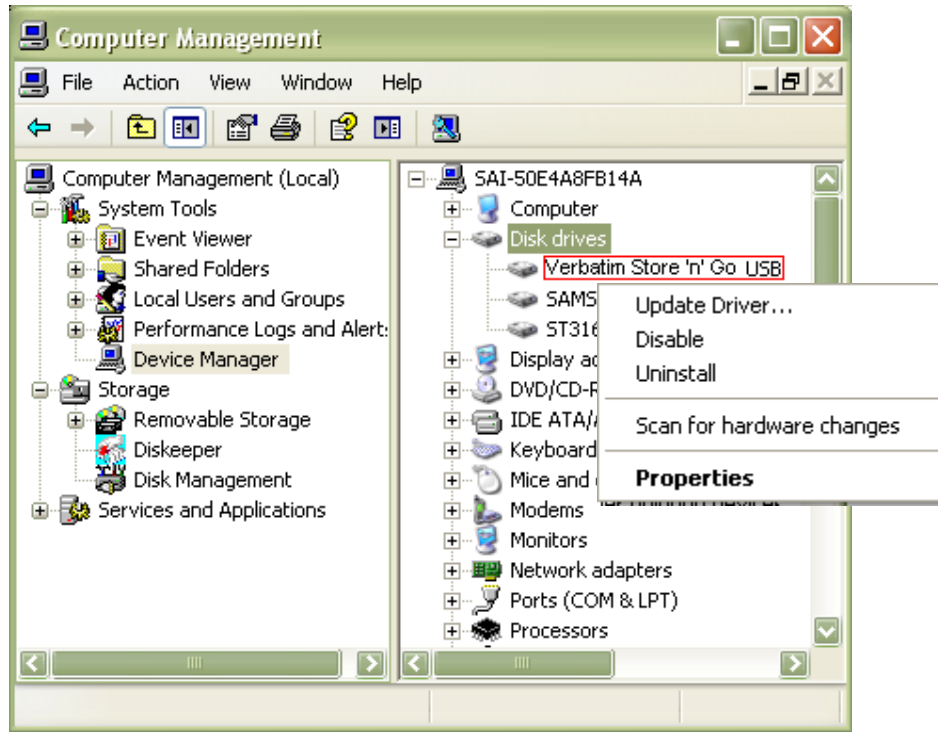 Computer Management
File Action View Window Help
Computer Management (Local)
System Tools
Event Viewer
Shared Folders
Local Users and Groups
Performance Logs and Alert:
Device Manager
Storage
Removable Storage
Diskeeper
Disk Management
Services and Applications
SAI-50E4A8FB14A
Computer
Disk drives
Verbatim Store 'n' Go USB
SAMS
ST316
Display ad
DVD/CD-R
IDE ATA/A
Keyboard
Mice and
Modems
Monitors
Network adapters
Ports (COM & LPT)
Processors
Update Driver...
Disable
Uninstall
Scan for hardware changes
Properties